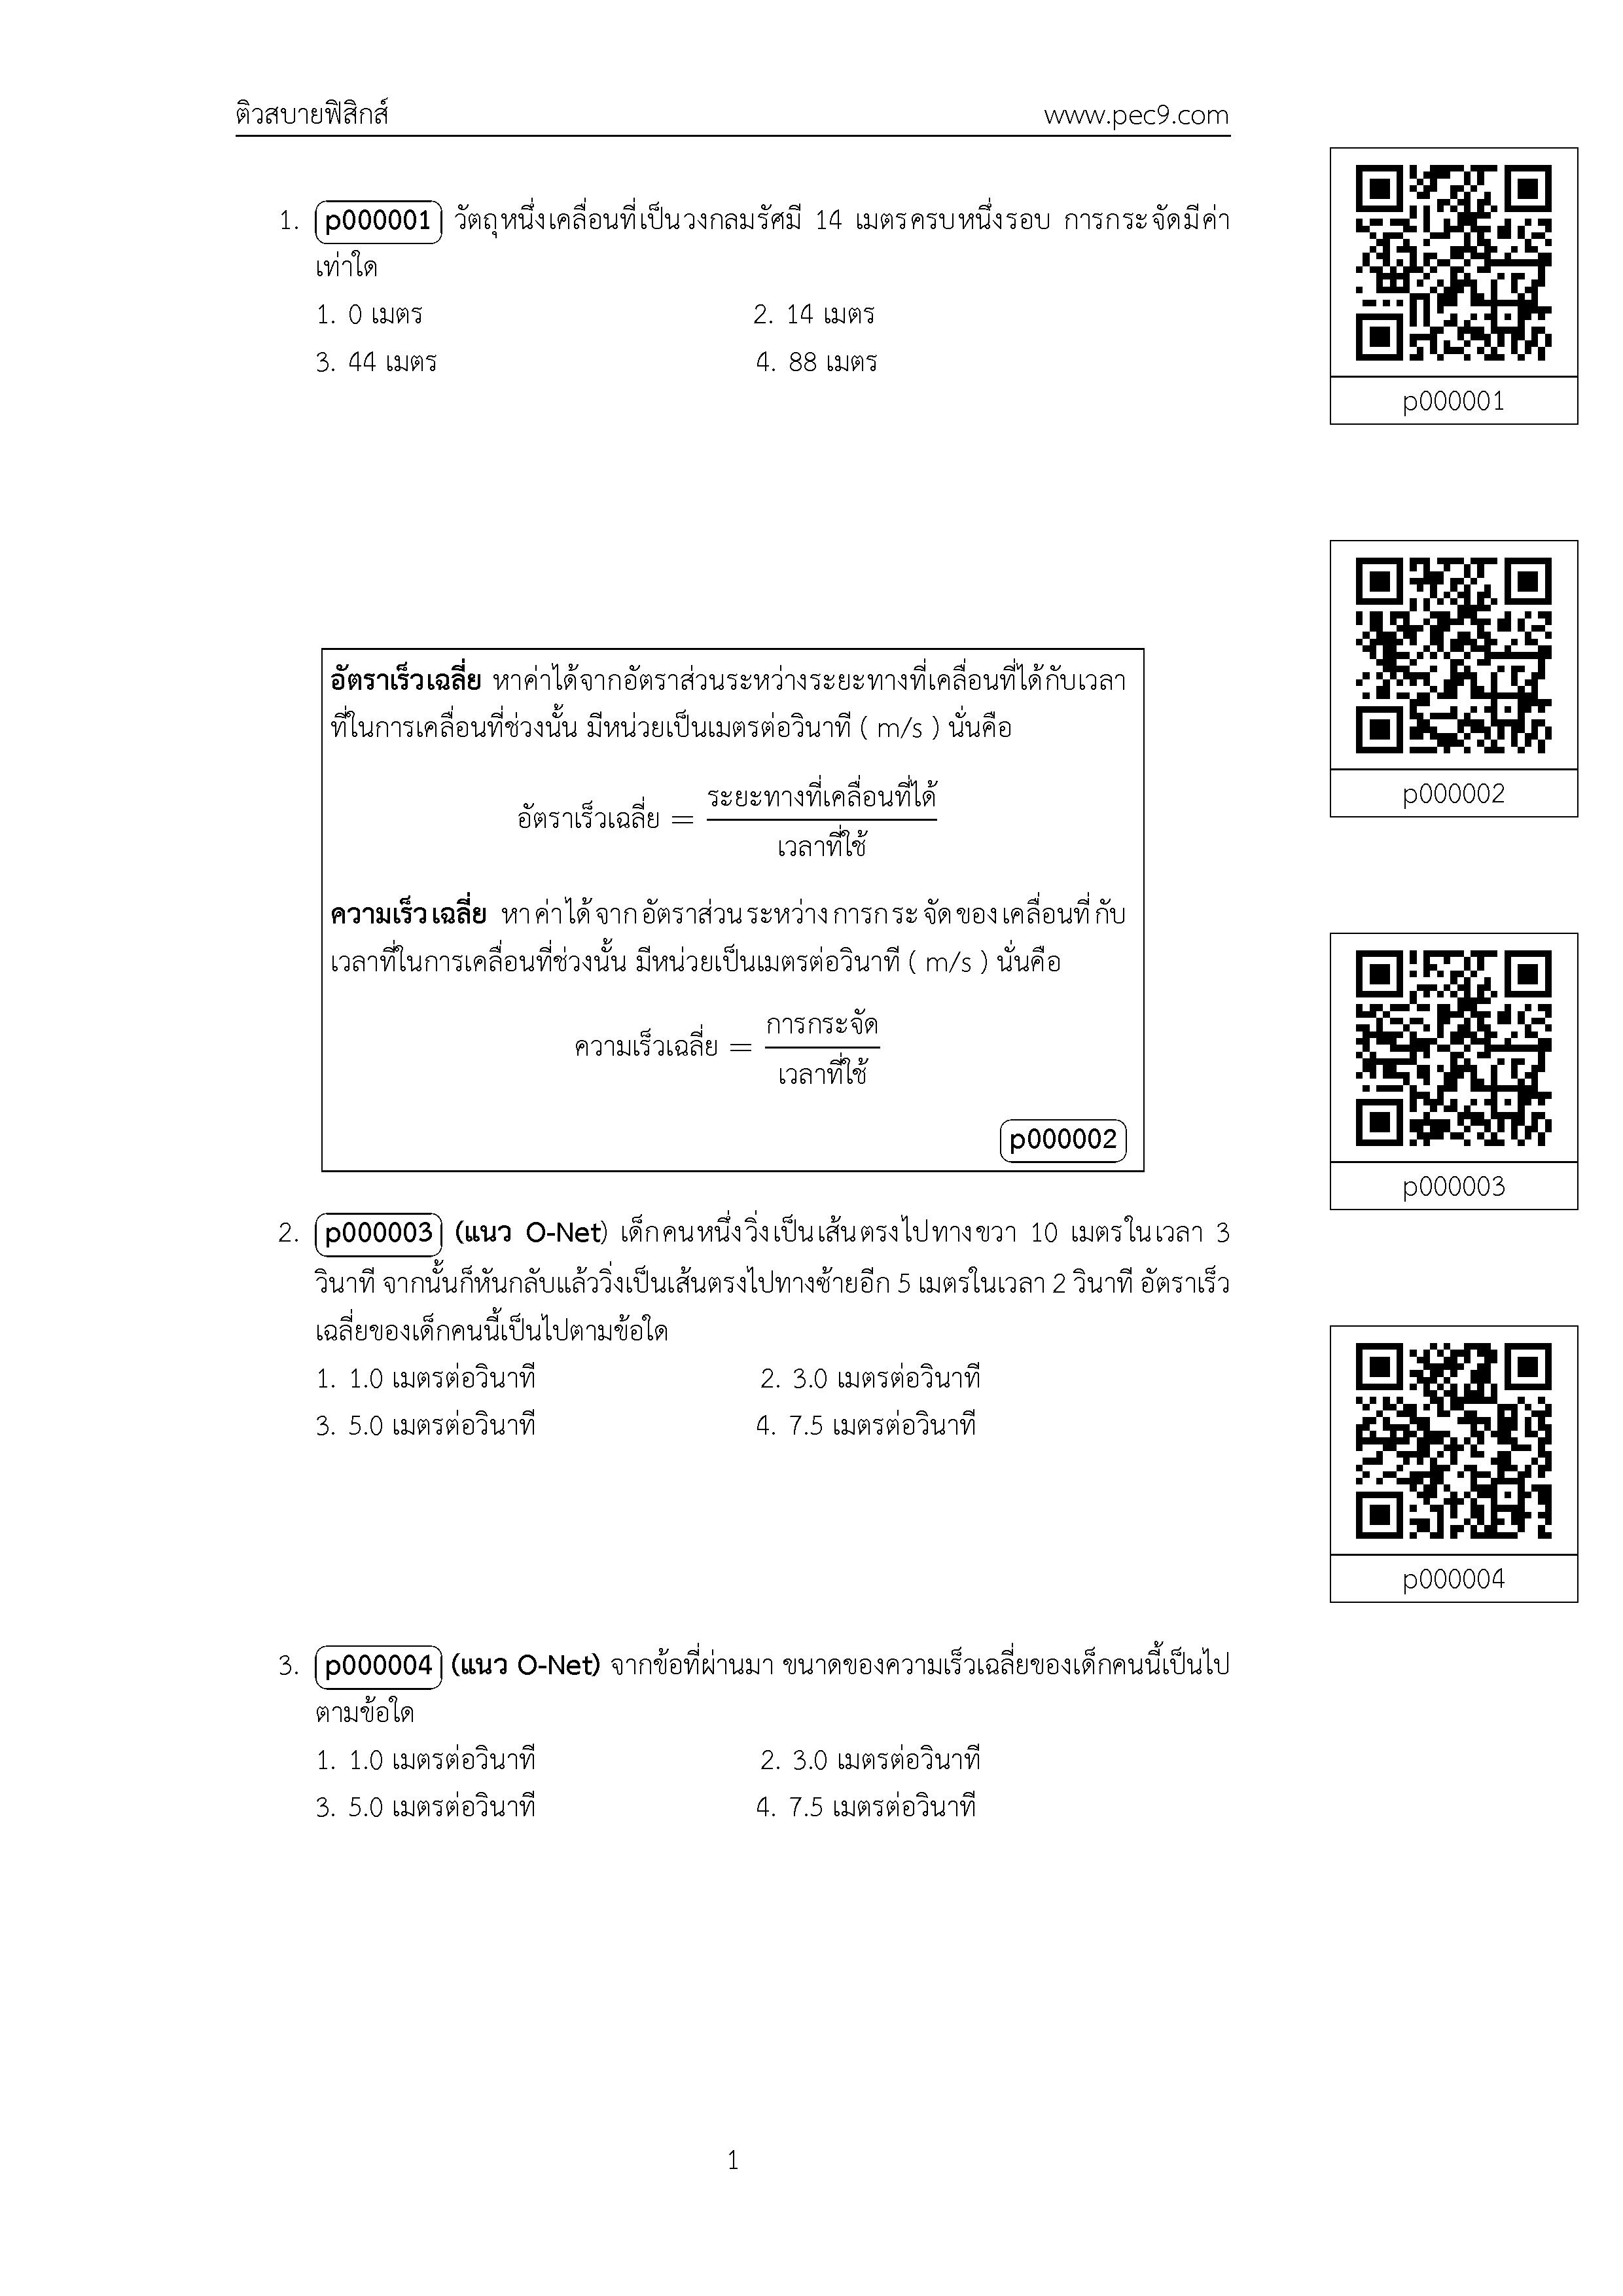 ติวสบายฟิสิกส์ www.pec9.com
1. p000001 วัตถุหนึ่งเคลื่อนที่เป็นวงกลมรัศมี 14 เมตรครบหนึ่งรอบ การกระจัดมีค่า
เท่าใด
1. 0 เมตร 2. 14 เมตร
3. 44 เมตร 4. 88 เมตร
p000001
p000002
อัตราเร็วเฉลี่ย หาค่าได้จากอัตราส่วนระหว่างระยะทางที่เคลื่อนที่ได้กับเวลา
ที่ในการเคลื่อนที่ช่วงนั้น มีหน่วยเป็นเมตรต่อวินาที ( m/s ) นั่นคือ
อัตราเร็วเฉลี่ย = ระยะทางที่เคลื่อนที่ได้
เวลาที่ใช้
ความเร็วเฉลี่ย หาค่าได้จากอัตราส่วนระหว่างการกระจัดของเคลื่อนที่กับ
เวลาที่ในการเคลื่อนที่ช่วงนั้น มีหน่วยเป็นเมตรต่อวินาที ( m/s ) นั่นคือ
ความเร็วเฉลี่ย = การกระจัด
เวลาที่ใช้
p000002
p000003
2. p000003 (แนว O-Net) เด็กคนหนึ่งวิ่งเป็นเส้นตรงไปทางขวา 10 เมตรในเวลา 3
วินาที จากนั้นก็หันกลับแล้ววิ่งเป็นเส้นตรงไปทางซ้ายอีก 5 เมตรในเวลา 2 วินาที อัตราเร็ว
เฉลี่ยของเด็กคนนี้เป็นไปตามข้อใด
1. 1.0 เมตรต่อวินาที 2. 3.0 เมตรต่อวินาที
3. 5.0 เมตรต่อวินาที 4. 7.5 เมตรต่อวินาที
p000004
3. p000004 (แนว O-Net) จากข้อที่ผ่านมา ขนาดของความเร็วเฉลี่ยของเด็กคนนี้เป็นไป
ตามข้อใด
1. 1.0 เมตรต่อวินาที 2. 3.0 เมตรต่อวินาที
3. 5.0 เมตรต่อวินาที 4. 7.5 เมตรต่อวินาที
1